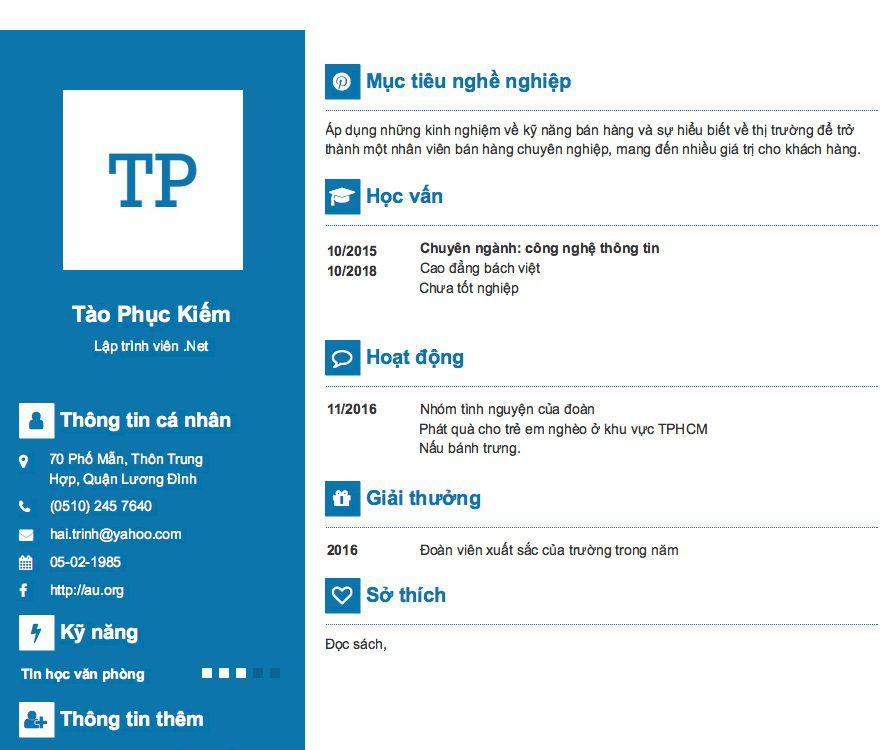 TP
Tào Phục Kiếm
Lập trình viên .Net
Thông tin cá nhân
70 Phố Mẫn, Thôn Trung
Hợp, Quận Lương Đình
(0510) 245 7640
hai.trinh@yahoo.com
05-02-1985
http://au.org
Kỹ năng
Tin học văn phòng
Thông tin thêm
Mục tiêu nghề nghiệp
Áp dụng những kinh nghiệm về kỹ năng bán hàng và sự hiểu biết về thị trường để trở
thành một nhân viên bán hàng chuyên nghiệp, mang đến nhiều giá trị cho khách hàng.
Học vấn
10/2015 Chuyên ngành: công nghệ thông tin
10/2018 Cao đẳng bách việt
Chưa tốt nghiệp
Hoạt động
11/2016 Nhóm tình nguyện của đoàn
Phát quà cho trẻ em nghèo ở khu vực TPHCM
Nấu bánh trưng.
Giải thưởng
2016 Đoàn viên xuất sắc của trường trong năm
Sở thích
Đọc sách,